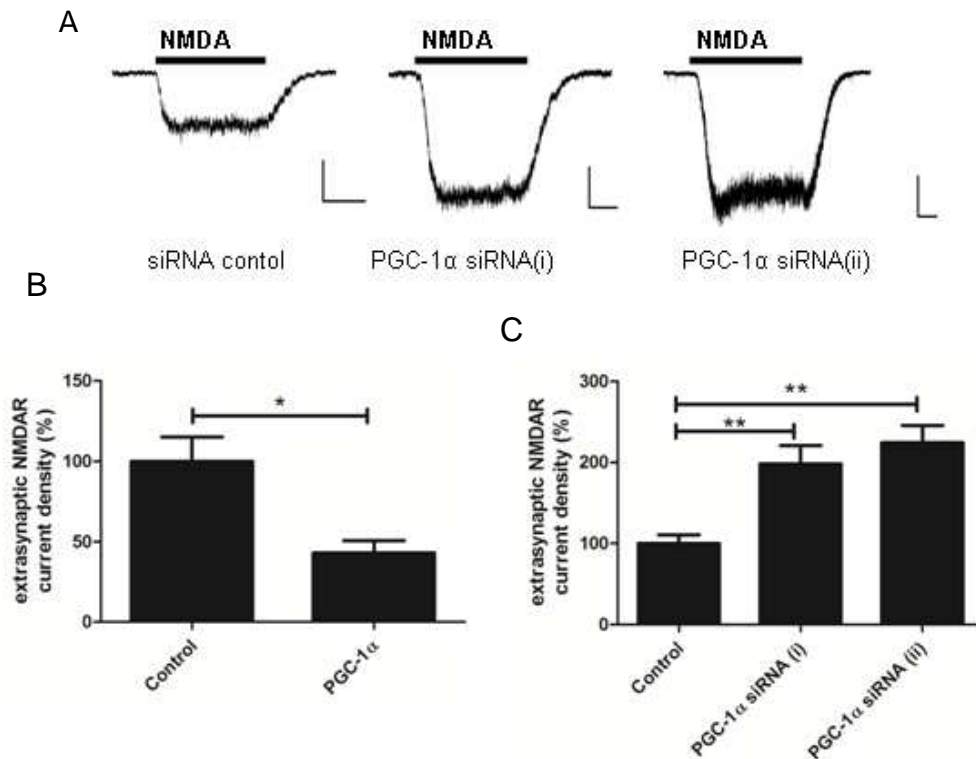 A
NMDA NMDA NMDA
siRNA contol PGC-1α siRNA(i) PGC-1α siRNA(ii)
B
extrasynaptic NMDAR
current density (%)
150
100
50
0
*
Control PGC-1α
C
extrasynaptic NMDAR
current density (%)
300
200
100
0
**
**
Control PGC-1α siRNA (i) PGC-1α siRNA (ii)